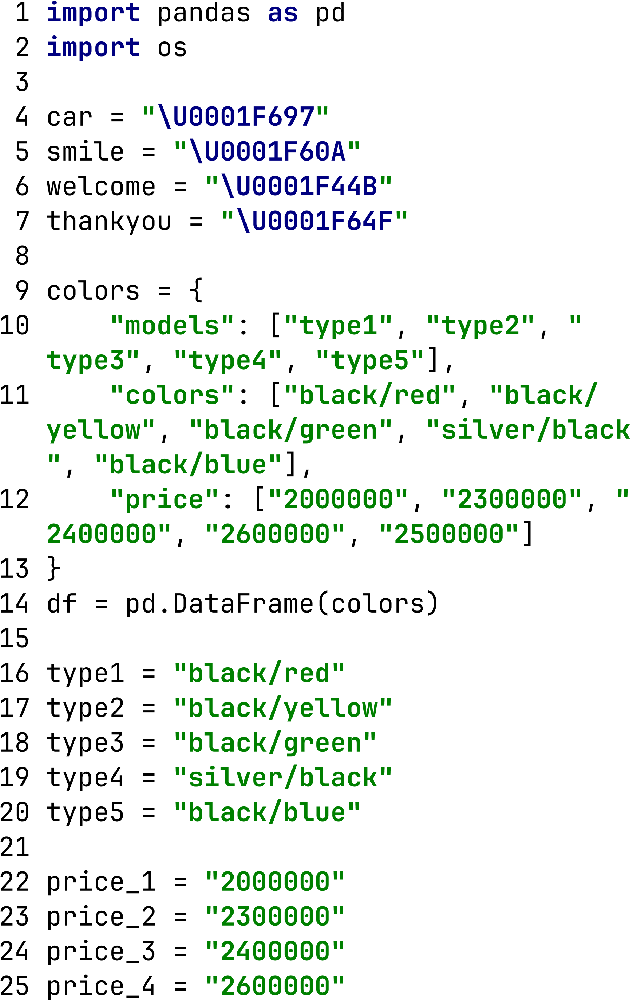 1 import pandas as pd
2 import os
3
4 car = "\U0001F697"
5 smile = "\U0001F60A"
6 welcome = "\U0001F44B"
7 thankyou = "\U0001F64F"
8
9 colors = {
10     "models": ["type1", "type2", "
type3", "type4", "type5"],
11     "colors": ["black/red", "black/
yellow", "black/green", "silver/black
", "black/blue"],
12     "price": ["2000000", "2300000", "
2400000", "2600000", "2500000"]
13 }
14 df = pd.DataFrame(colors)
15
16 type1 = "black/red"
17 type2 = "black/yellow"
18 type3 = "black/green"
19 type4 = "silver/black"
20 type5 = "black/blue"
21
22 price_1 = "2000000"
23 price_2 = "2300000"
24 price_3 = "2400000"
25 price_4 = "2600000"